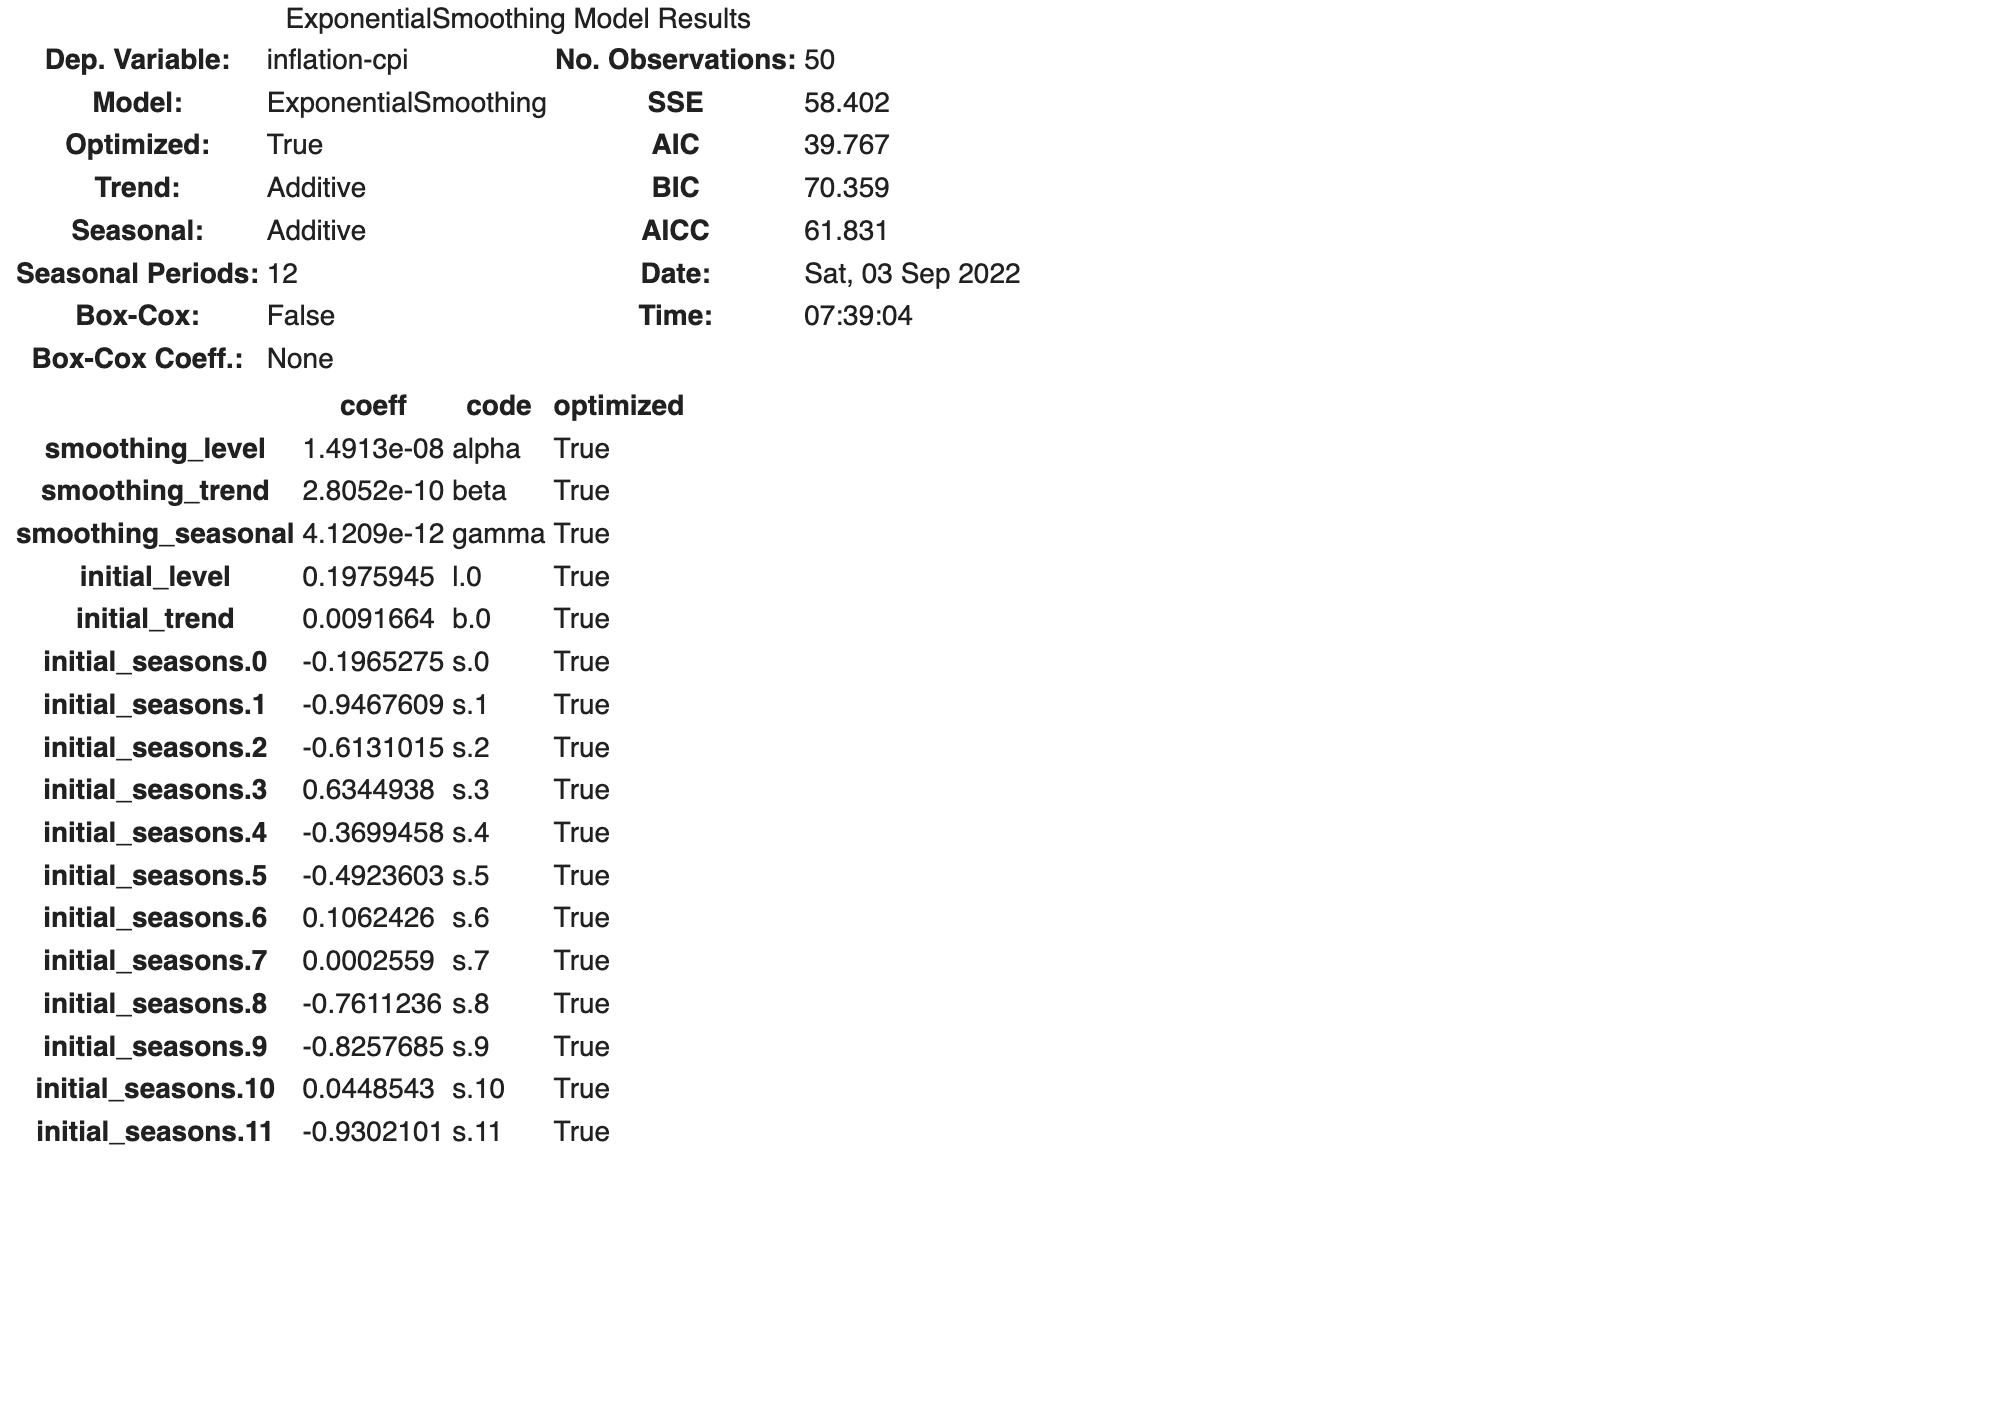 ExponentialSmoothing Model Results
Dep. Variable: inflation-cpi No. Observations: 50
Model: ExponentialSmoothing SSE 58.402
Optimized: True AIC 39.767
Trend: Additive BIC 70.359
Seasonal: Additive AICC 61.831
Seasonal Periods: 12 Date: Sat, 03 Sep 2022
Box-Cox: False Time: 07:39:04
Box-Cox Coeff.: None
coeff code optimized
smoothing_level 1.4913e-08 alpha True
smoothing_trend 2.8052e-10 beta True
smoothing_seasonal 4.1209e-12 gamma True
initial_level 0.1975945 l.0 True
initial_trend 0.0091664 b.0 True
initial_seasons.0 -0.1965275 s.0 True
initial_seasons.1 -0.9467609 s.1 True
initial_seasons.2 -0.6131015 s.2 True
initial_seasons.3 0.6344938 s.3 True
initial_seasons.4 -0.3699458 s.4 True
initial_seasons.5 -0.4923603 s.5 True
initial_seasons.6 0.1062426 s.6 True
initial_seasons.7 0.0002559 s.7 True
initial_seasons.8 -0.7611236 s.8 True
initial_seasons.9 -0.8257685 s.9 True
initial_seasons.10 0.0448543 s.10 True
initial_seasons.11 -0.9302101 s.11 True